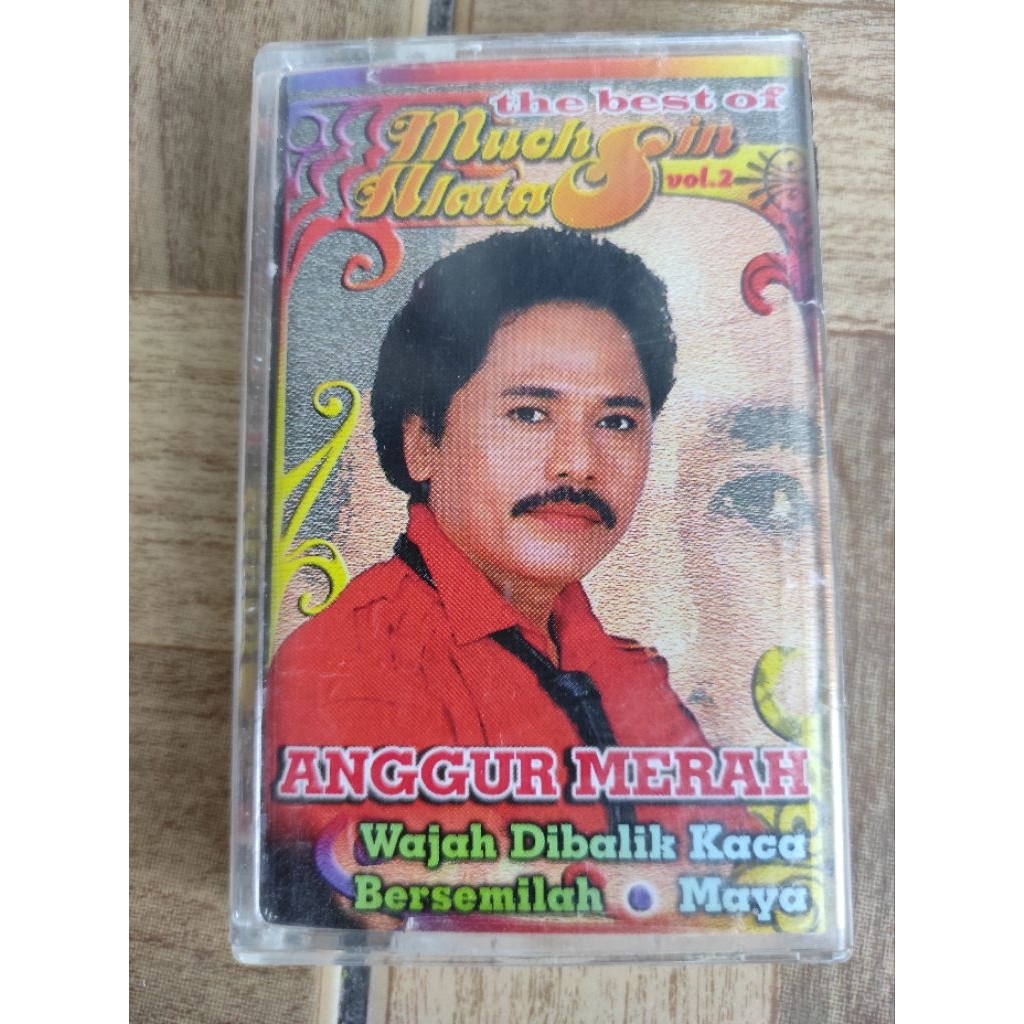 the best of
Muchsin
Alatas
vol.2
ANGGUR MERAH
Wajah Dibalik Kaca
Bersemilah • Maya